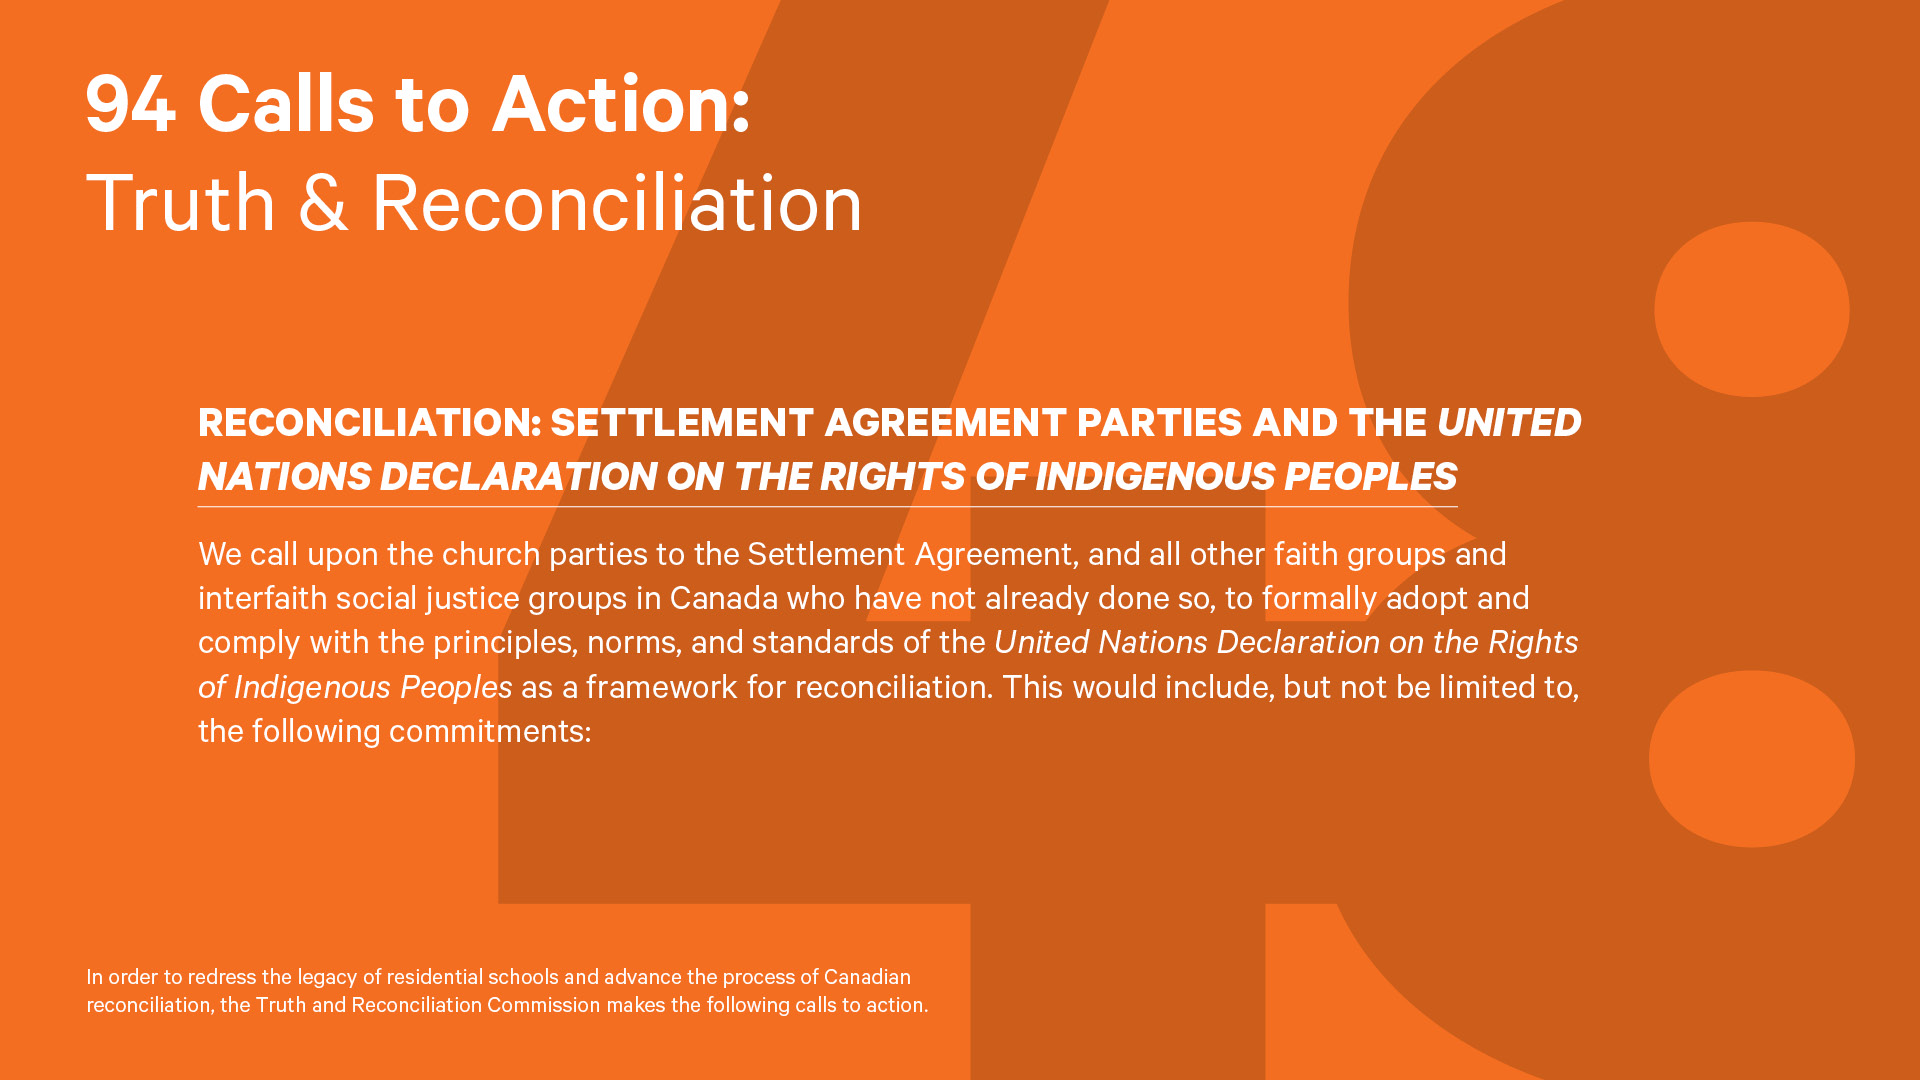 94 Calls to Action:
Truth & Reconciliation
48
RECONCILIATION: SETTLEMENT AGREEMENT PARTIES AND THE UNITED
NATIONS DECLARATION ON THE RIGHTS OF INDIGENOUS PEOPLES
We call upon the church parties to the Settlement Agreement, and all other faith groups and
interfaith social justice groups in Canada who have not already done so, to formally adopt and
comply with the principles, norms, and standards of the United Nations Declaration on the Rights
of Indigenous Peoples as a framework for reconciliation. This would include, but not be limited to,
the following commitments:
In order to redress the legacy of residential schools and advance the process of Canadian
reconciliation, the Truth and Reconciliation Commission makes the following calls to action.